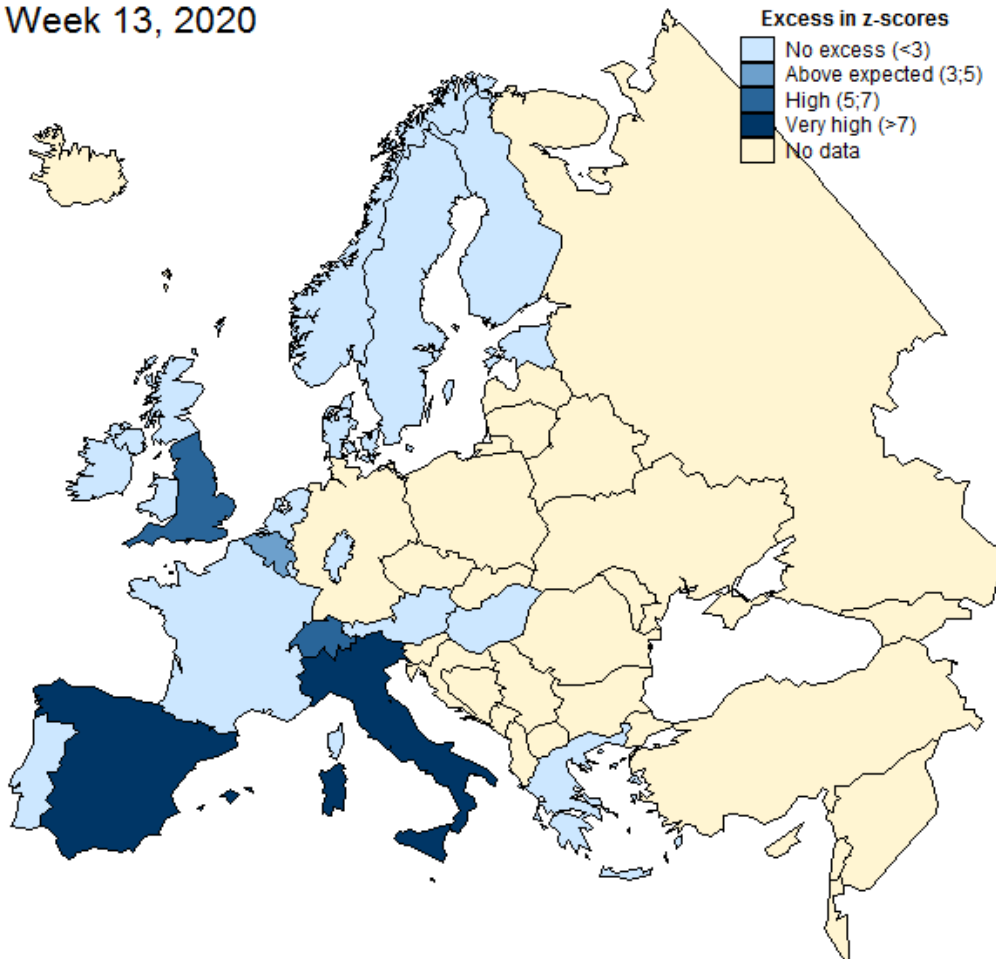 Week 13, 2020
Excess in z-scores
No excess (<3)
Above expected (3;5)
High (5;7)
Very high (>7)
No data